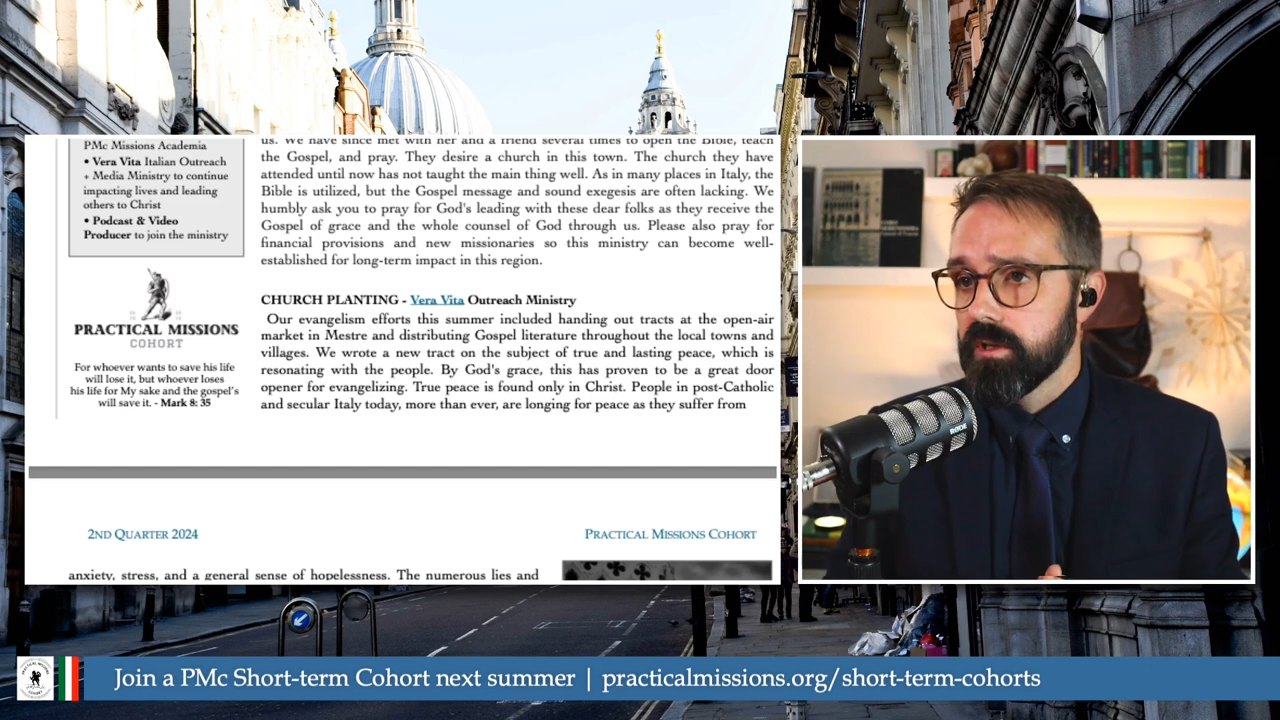 PMc Missions Academia
• Vera Vita Italian Outreach
+ Media Ministry to continue
impacting lives and leading
others to Christ
• Podcast & Video
Producer to join the ministry
PRACTICAL MISSIONS
COHORT
For whoever wants to save his life
will lose it, but whoever loses
his life for My sake and the gospel's
will save it. - Mark 8: 35
us. We have since met with her and a friend several times to open the Bible, teach
the Gospel, and pray. They desire a church in this town. The church they have
attended until now has not taught the main thing well. As in many places in Italy, the
Bible is utilized, but the Gospel message and sound exegesis are often lacking. We
humbly ask you to pray for God's leading with these dear folks as they receive the
Gospel of grace and the whole counsel of God through us. Please also pray for
financial provisions and new missionaries so this ministry can become well-
established for long-term impact in this region.
CHURCH PLANTING - Vera Vita Outreach Ministry
Our evangelism efforts this summer included handing out tracts at the open-air
market in Mestre and distributing Gospel literature throughout the local towns and
villages. We wrote a new tract on the subject of true and lasting peace, which is
resonating with the people. By God's grace, this has proven to be a great door
opener for evangelizing. True peace is found only in Christ. People in post-Catholic
and secular Italy today, more than ever, are longing for peace as they suffer from
2ND QUARTER 2024
PRACTICAL MISSIONS COHORT
anxiety, stress, and a general sense of hopelessness. The numerous lies and
RØDE
Join a PMc Short-term Cohort next summer | practicalmissions.org/short-term-cohorts